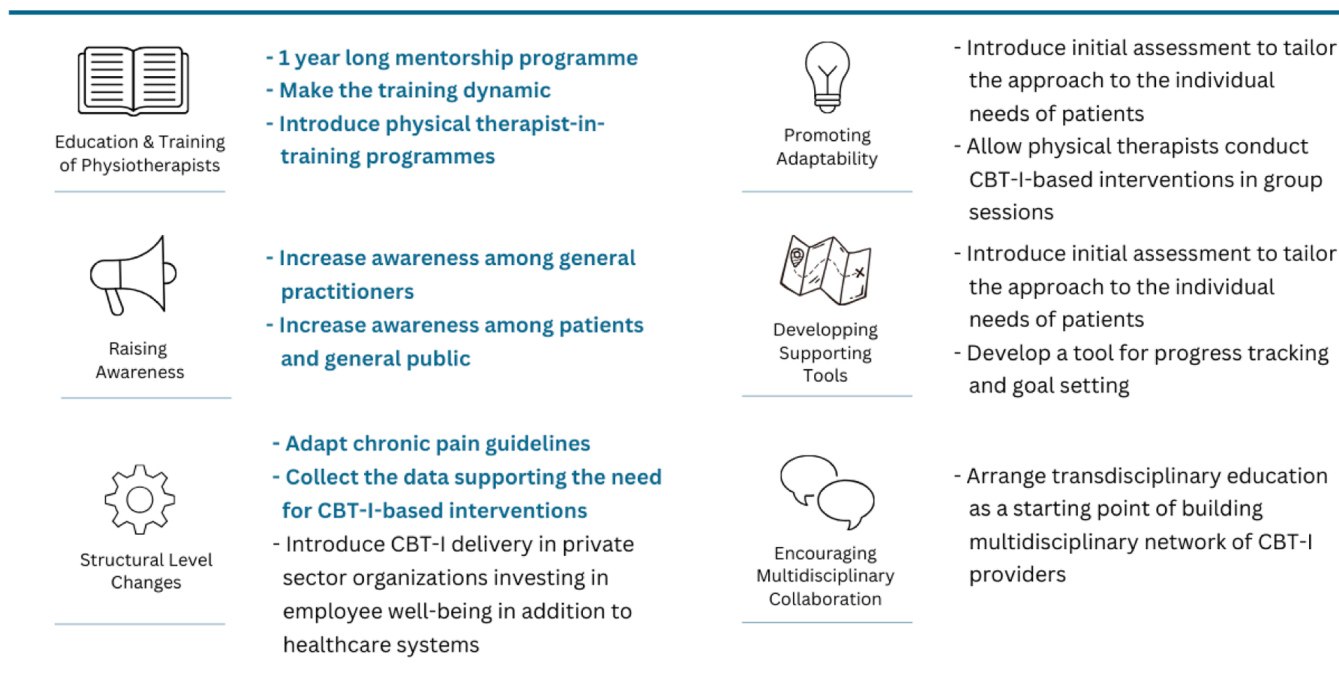 Education & Training
of Physiotherapists
- 1 year long mentorship programme
- Make the training dynamic
- Introduce physical therapist-in-
training programmes
Raising
Awareness
- Increase awareness among general
practitioners
- Increase awareness among patients
and general public
Structural Level
Changes
- Adapt chronic pain guidelines
- Collect the data supporting the need
for CBT-I-based interventions
- Introduce CBT-I delivery in private
sector organizations investing in
employee well-being in addition to
healthcare systems
Promoting
Adaptability
- Introduce initial assessment to tailor
the approach to the individual
needs of patients
- Allow physical therapists conduct
CBT-I-based interventions in group
sessions
Developping
Supporting
Tools
- Introduce initial assessment to tailor
the approach to the individual
needs of patients
- Develop a tool for progress tracking
and goal setting
Encouraging
Multidisciplinary
Collaboration
- Arrange transdisciplinary education
as a starting point of building
multidisciplinary network of CBT-I
providers